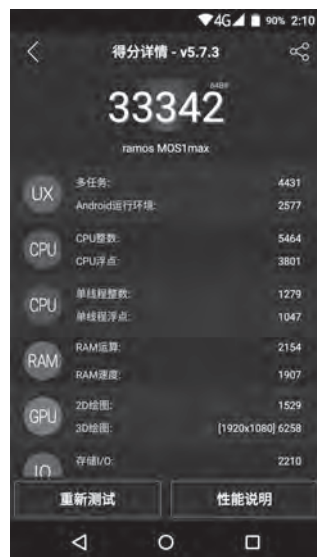 4G 90% 2:10
得分详情 - v5.7.3
64Bit
33342
ramos MOS1max
UX
多任务: 4431
Android运行环境: 2577
CPU
CPU整数: 5464
CPU浮点: 3801
CPU
单线程整数: 1279
单线程浮点: 1047
RAM
RAM运算: 2154
RAM速度: 1907
GPU
2D绘图: 1529
3D绘图: [1920x1080] 6258
IO
存储I/O: 2210
重新测试 性能说明